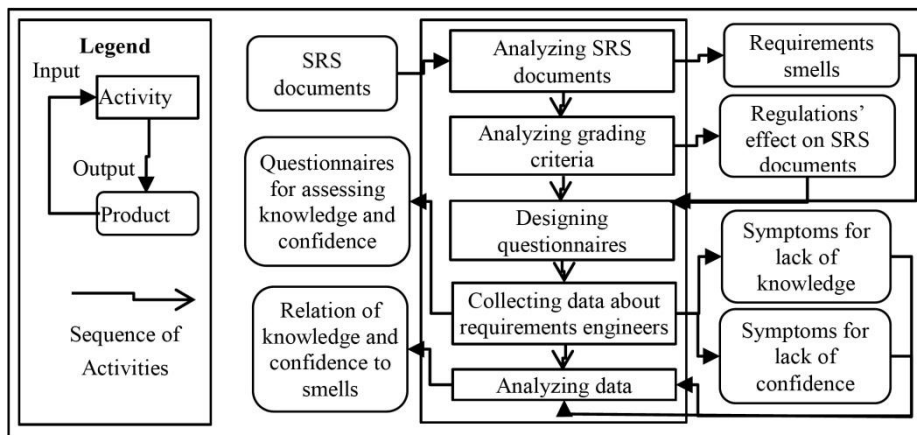 Legend
Input
Activity
Output
Product
Sequence of
Activities
SRS
documents
Questionnaires
for assessing
knowledge and
confidence
Relation of
knowledge and
confidence to
smells
Analyzing SRS
documents
Analyzing grading
criteria
Designing
questionnaires
Collecting data about
requirements engineers
Analyzing data
Requirements
smells
Regulations’
effect on SRS
documents
Symptoms for
lack of
knowledge
Symptoms for
lack of
confidence